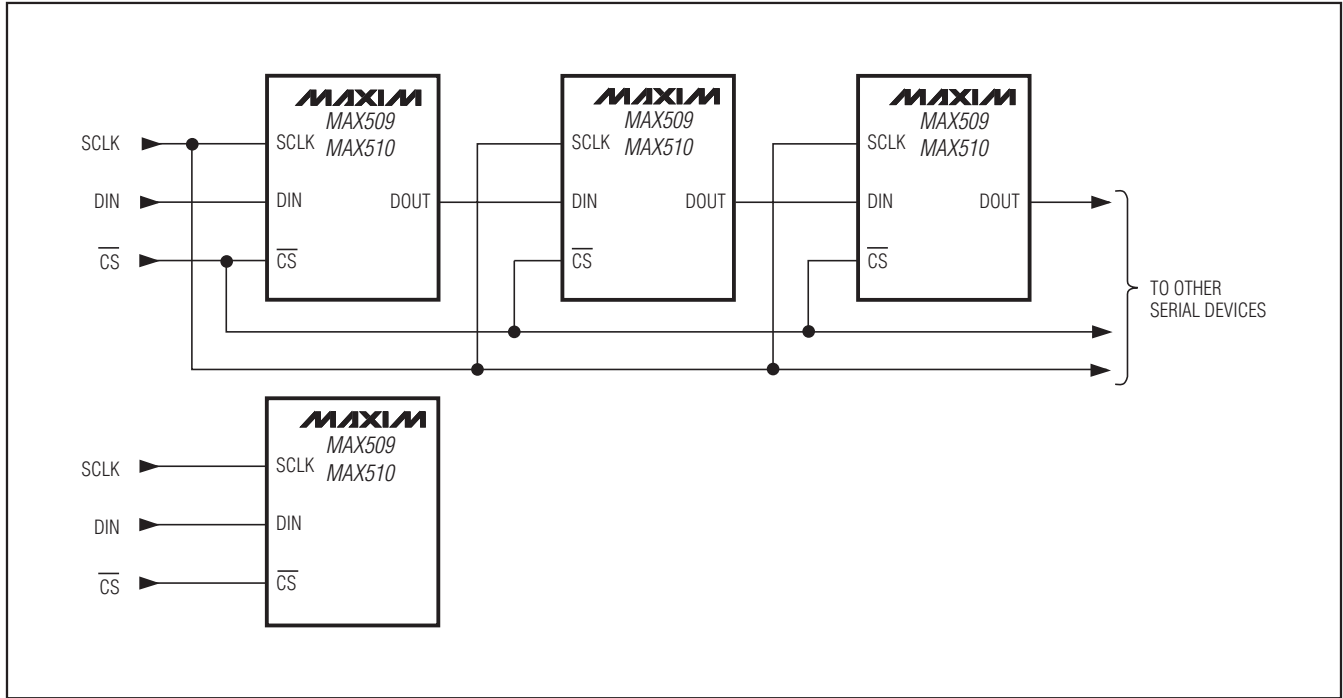 MAXIM
MAX509
MAX510
SCLK
SCLK
DIN
DIN
DOUT
CS
CS
MAXIM
MAX509
MAX510
SCLK
DIN
DOUT
CS
MAXIM
MAX509
MAX510
SCLK
DIN
DOUT
CS
TO OTHER
SERIAL DEVICES
MAXIM
MAX509
MAX510
SCLK
SCLK
DIN
DIN
CS
CS